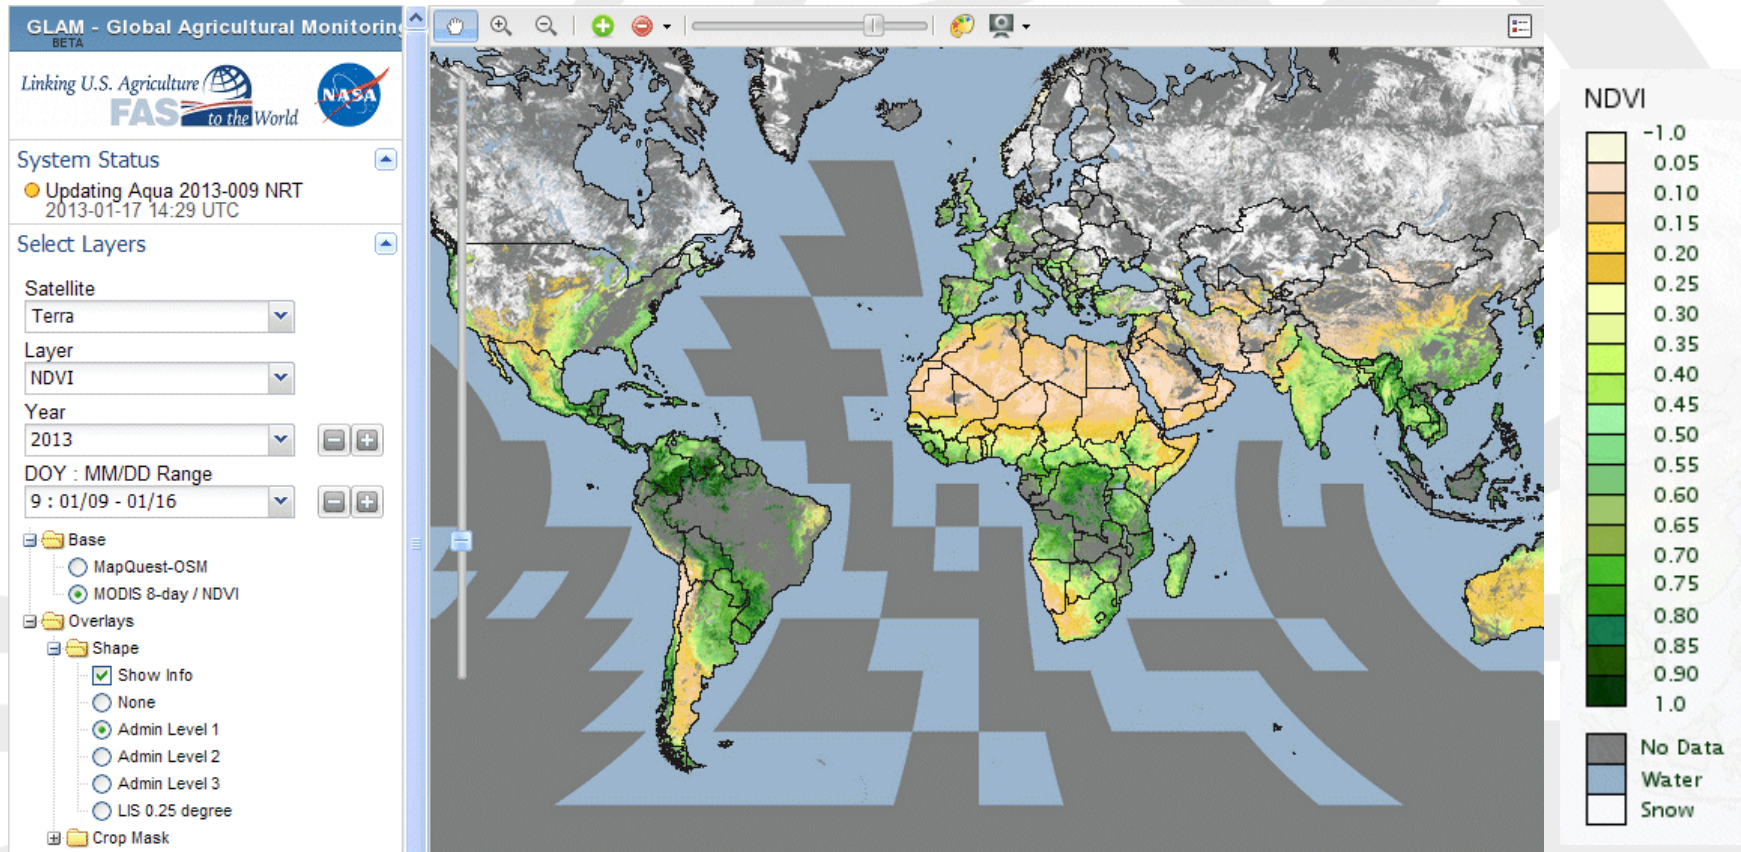 GLAM - Global Agricultural Monitoring
BETA
Linking U.S. Agriculture
FAS
to the World
NASA
System Status
Updating Aqua 2013-009 NRT
2013-01-17 14:29 UTC
Select Layers
Satellite
Terra
Layer
NDVI
Year
2013
DOY : MM/DD Range
9 : 01/09 - 01/16
Base
MapQuest-OSM
MODIS 8-day / NDVI
Overlays
Shape
Show Info
None
Admin Level 1
Admin Level 2
Admin Level 3
LIS 0.25 degree
Crop Mask
NDVI
-1.0
0.05
0.10
0.15
0.20
0.25
0.30
0.35
0.40
0.45
0.50
0.55
0.60
0.65
0.70
0.75
0.80
0.85
0.90
1.0
No Data
Water
Snow